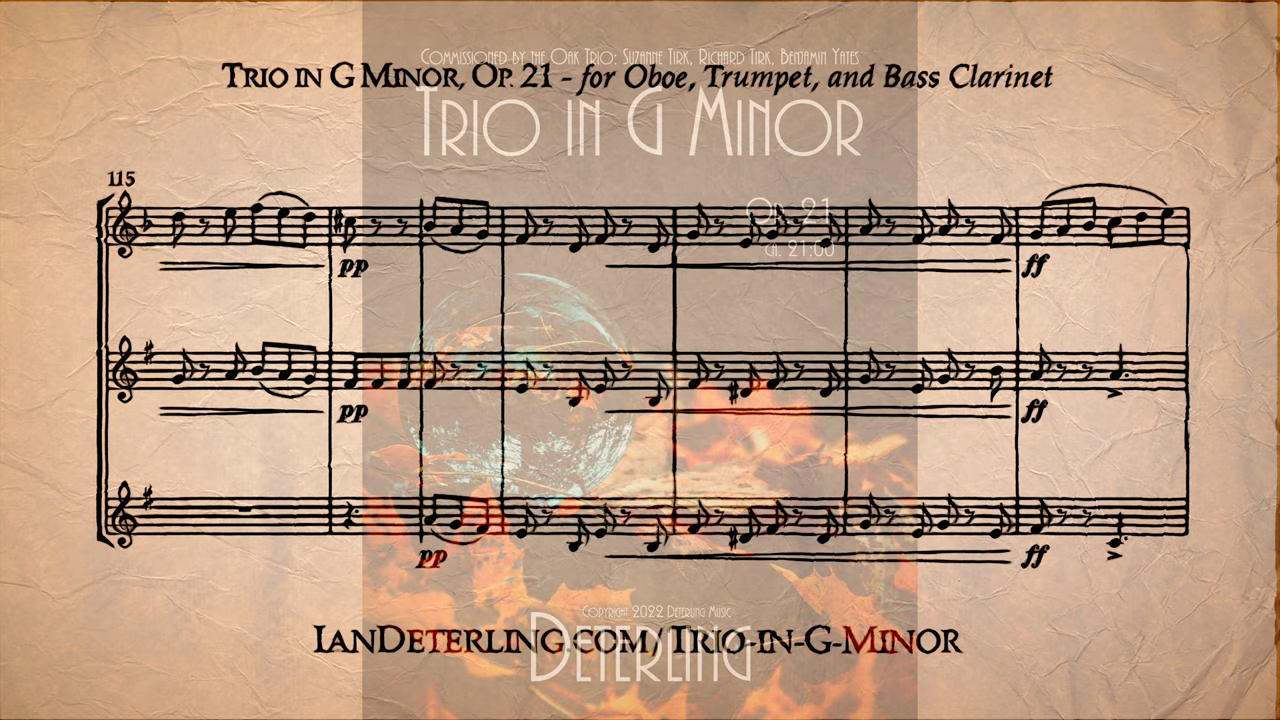 Commissioned by the Oak Trio: Suzanne Tirk, Richard Tirk, Benjamin Yates
Trio in G Minor, Op. 21 - for Oboe, Trumpet, and Bass Clarinet
Trio in G Minor
115
Op. 21
ca. 21:00
pp
ff
pp
ff
pp
ff
Copyright 2022 Deterling Music
IanDeterling.com/Trio-in-G-Minor
Deterling